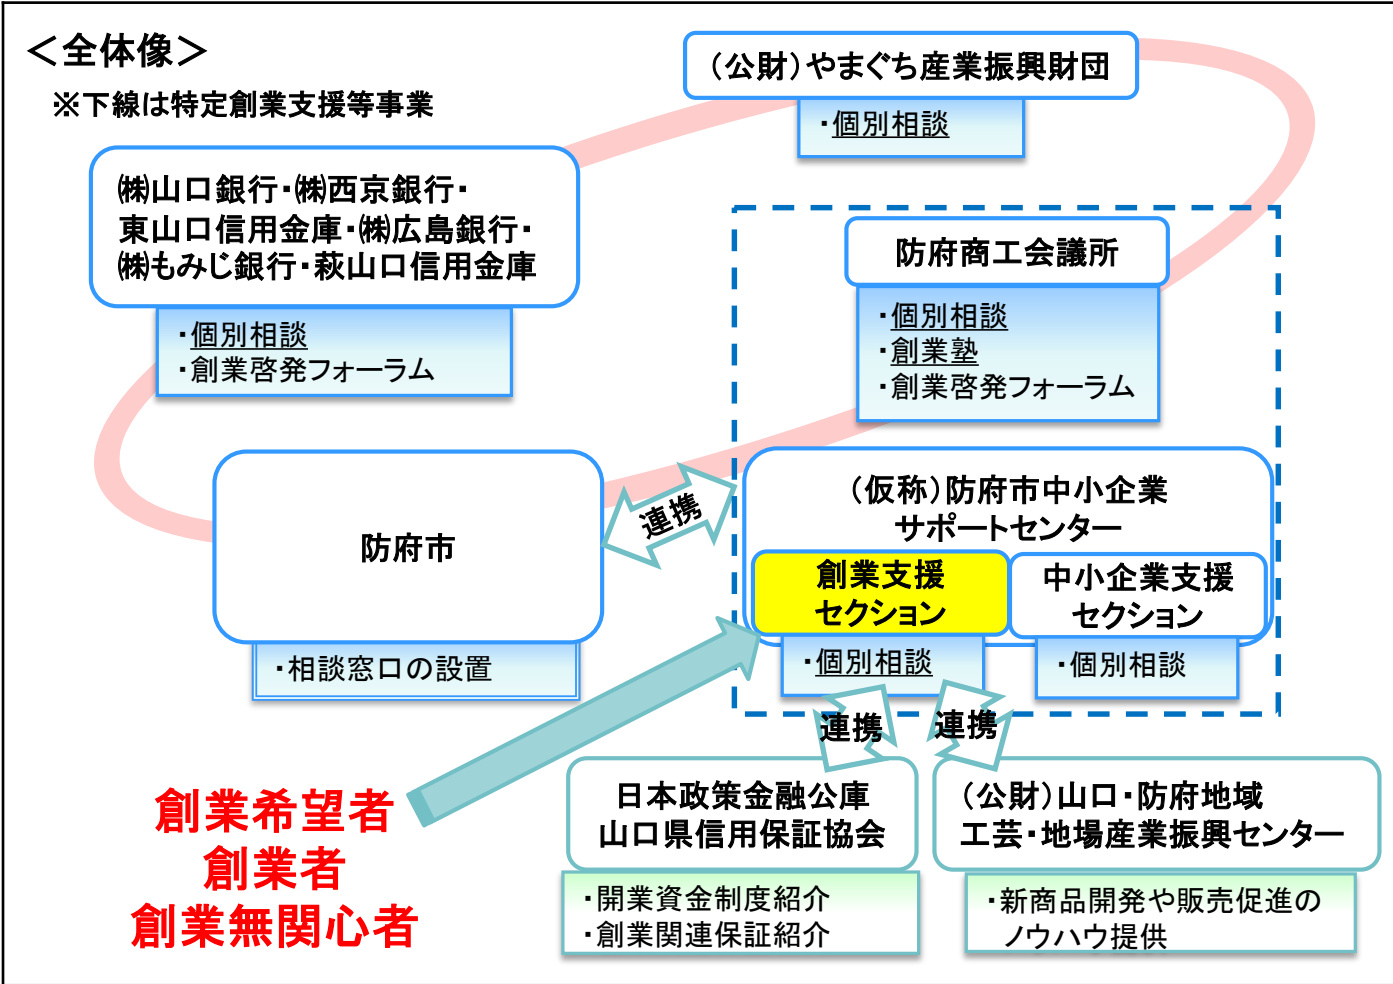 ＜全体像＞
※下線は特定創業支援等事業
（公財）やまぐち産業振興財団
・個別相談
㈱山口銀行・㈱西京銀行・
東山口信用金庫・㈱広島銀行・
㈱もみじ銀行・萩山口信用金庫
・個別相談
・創業啓発フォーラム
防府商工会議所
・個別相談
・創業塾
・創業啓発フォーラム
防府市
・相談窓口の設置
連携
（仮称）防府市中小企業
サポートセンター
創業支援
セクション
・個別相談
中小企業支援
セクション
・個別相談
連携
連携
創業希望者
創業者
創業無関心者
日本政策金融公庫
山口県信用保証協会
・開業資金制度紹介
・創業関連保証紹介
（公財）山口・防府地域
工芸・地場産業振興センター
・新商品開発や販売促進の
ノウハウ提供